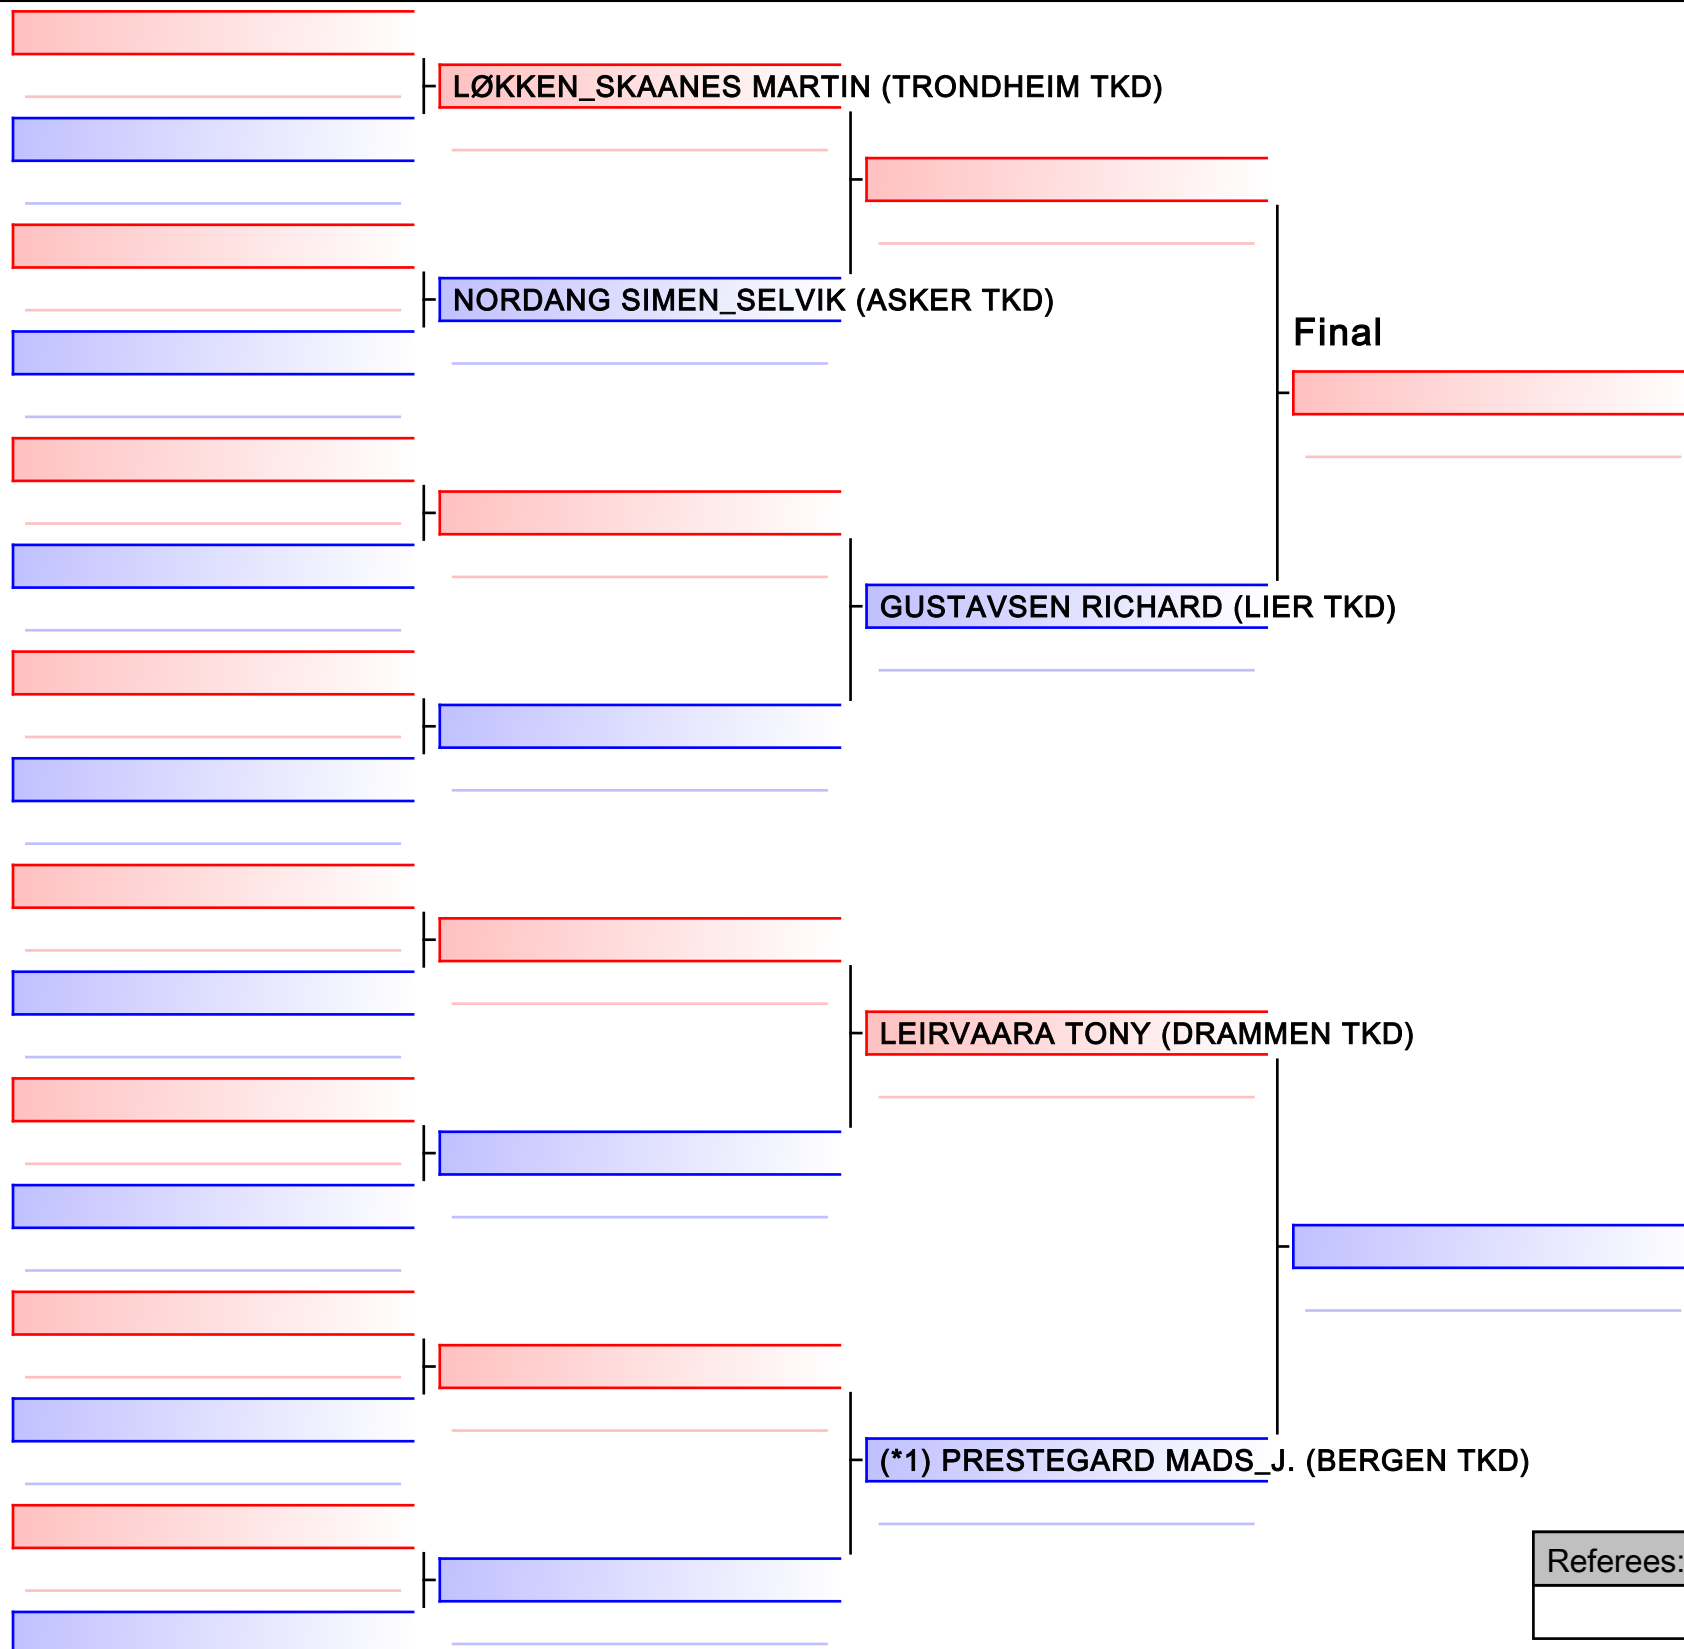 LØKKEN_SKAANES MARTIN (TRONDHEIM TKD)
NORDANG SIMEN_SELVIK (ASKER TKD)
Final
GUSTAVSEN RICHARD (LIER TKD)
LEIRVAARA TONY (DRAMMEN TKD)
(*1) PRESTEGARD MADS_J. (BERGEN TKD)
Referees: